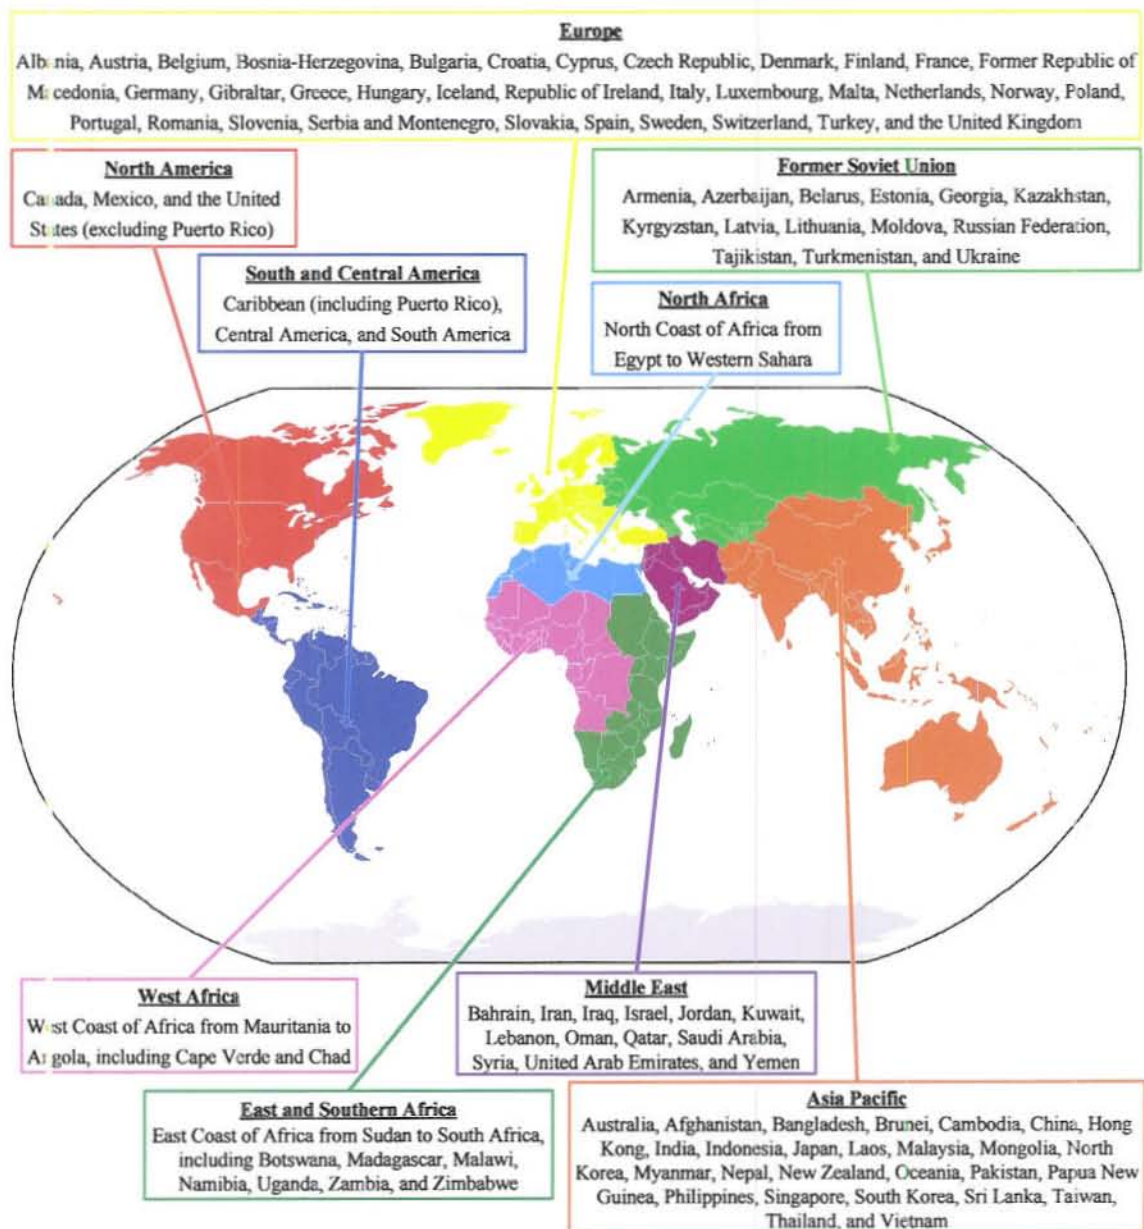 Europe
Albania, Austria, Belgium, Bosnia-Herzegovina, Bulgaria, Croatia, Cyprus, Czech Republic, Denmark, Finland, France, Former Republic of
Macedonia, Germany, Gibraltar, Greece, Hungary, Iceland, Republic of Ireland, Italy, Luxembourg, Malta, Netherlands, Norway, Poland,
Portugal, Romania, Slovenia, Serbia and Montenegro, Slovakia, Spain, Sweden, Switzerland, Turkey, and the United Kingdom
North America
Canada, Mexico, and the United
States (excluding Puerto Rico)
Former Soviet Union
Armenia, Azerbaijan, Belarus, Estonia, Georgia, Kazakhstan,
Kyrgyzstan, Latvia, Lithuania, Moldova, Russian Federation,
Tajikistan, Turkmenistan, and Ukraine
South and Central America
Caribbean (including Puerto Rico),
Central America, and South America
North Africa
North Coast of Africa from
Egypt to Western Sahara
West Africa
West Coast of Africa from Mauritania to
Angola, including Cape Verde and Chad
Middle East
Bahrain, Iran, Iraq, Israel, Jordan, Kuwait,
Lebanon, Oman, Qatar, Saudi Arabia,
Syria, United Arab Emirates, and Yemen
East and Southern Africa
East Coast of Africa from Sudan to South Africa,
including Botswana, Madagascar, Malawi,
Namibia, Uganda, Zambia, and Zimbabwe
Asia Pacific
Australia, Afghanistan, Bangladesh, Brunei, Cambodia, China, Hong
Kong, India, Indonesia, Japan, Laos, Malaysia, Mongolia, North
Korea, Myanmar, Nepal, New Zealand, Oceania, Pakistan, Papua New
Guinea, Philippines, Singapore, South Korea, Sri Lanka, Taiwan,
Thailand, and Vietnam